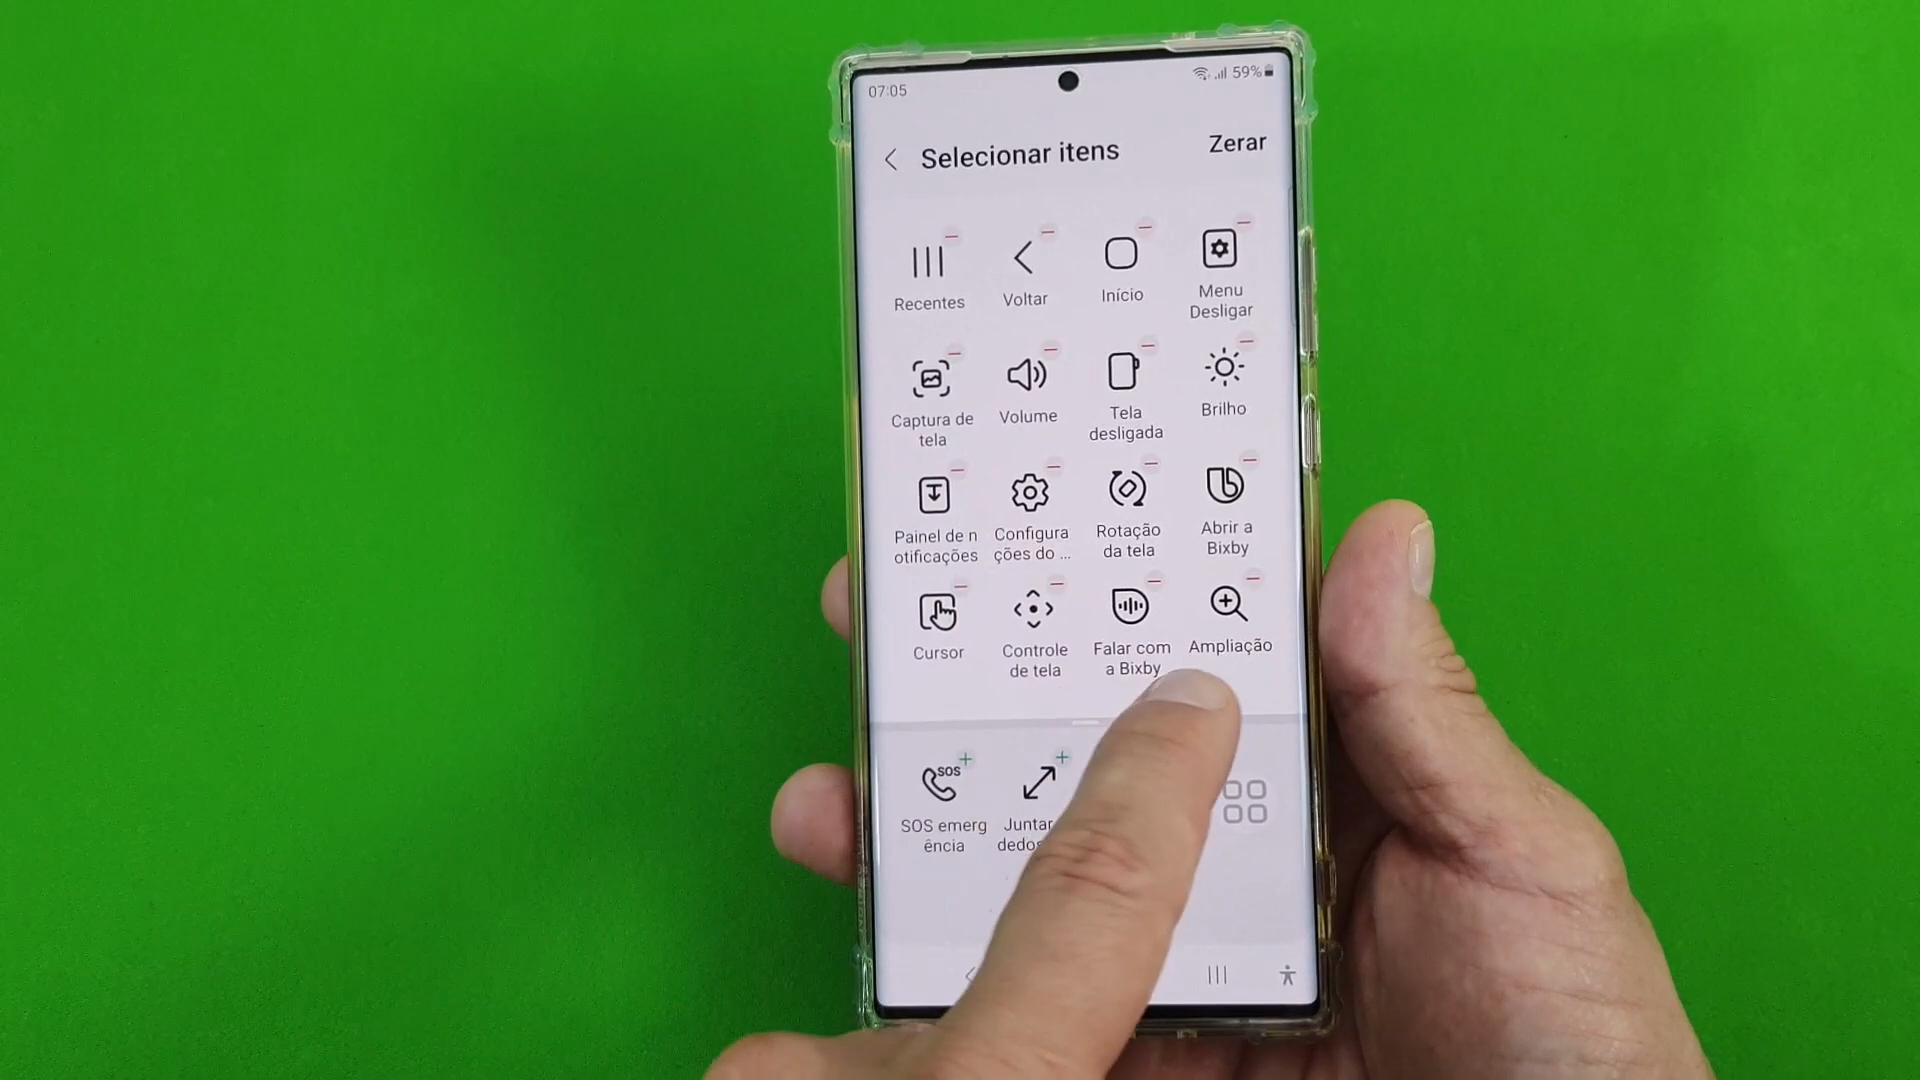 07:05
59%
Selecionar itens
Zerar
Recentes
Voltar
Início
Menu
Desligar
Captura de
tela
Volume
Tela
desligada
Brilho
Painel de n
otificações
Configura
ções do ...
Rotação
da tela
Abrir a
Bixby
Cursor
Controle
de tela
Falar com
a Bixby
Ampliação
SOS
SOS emerg
ência
Juntar
dedos